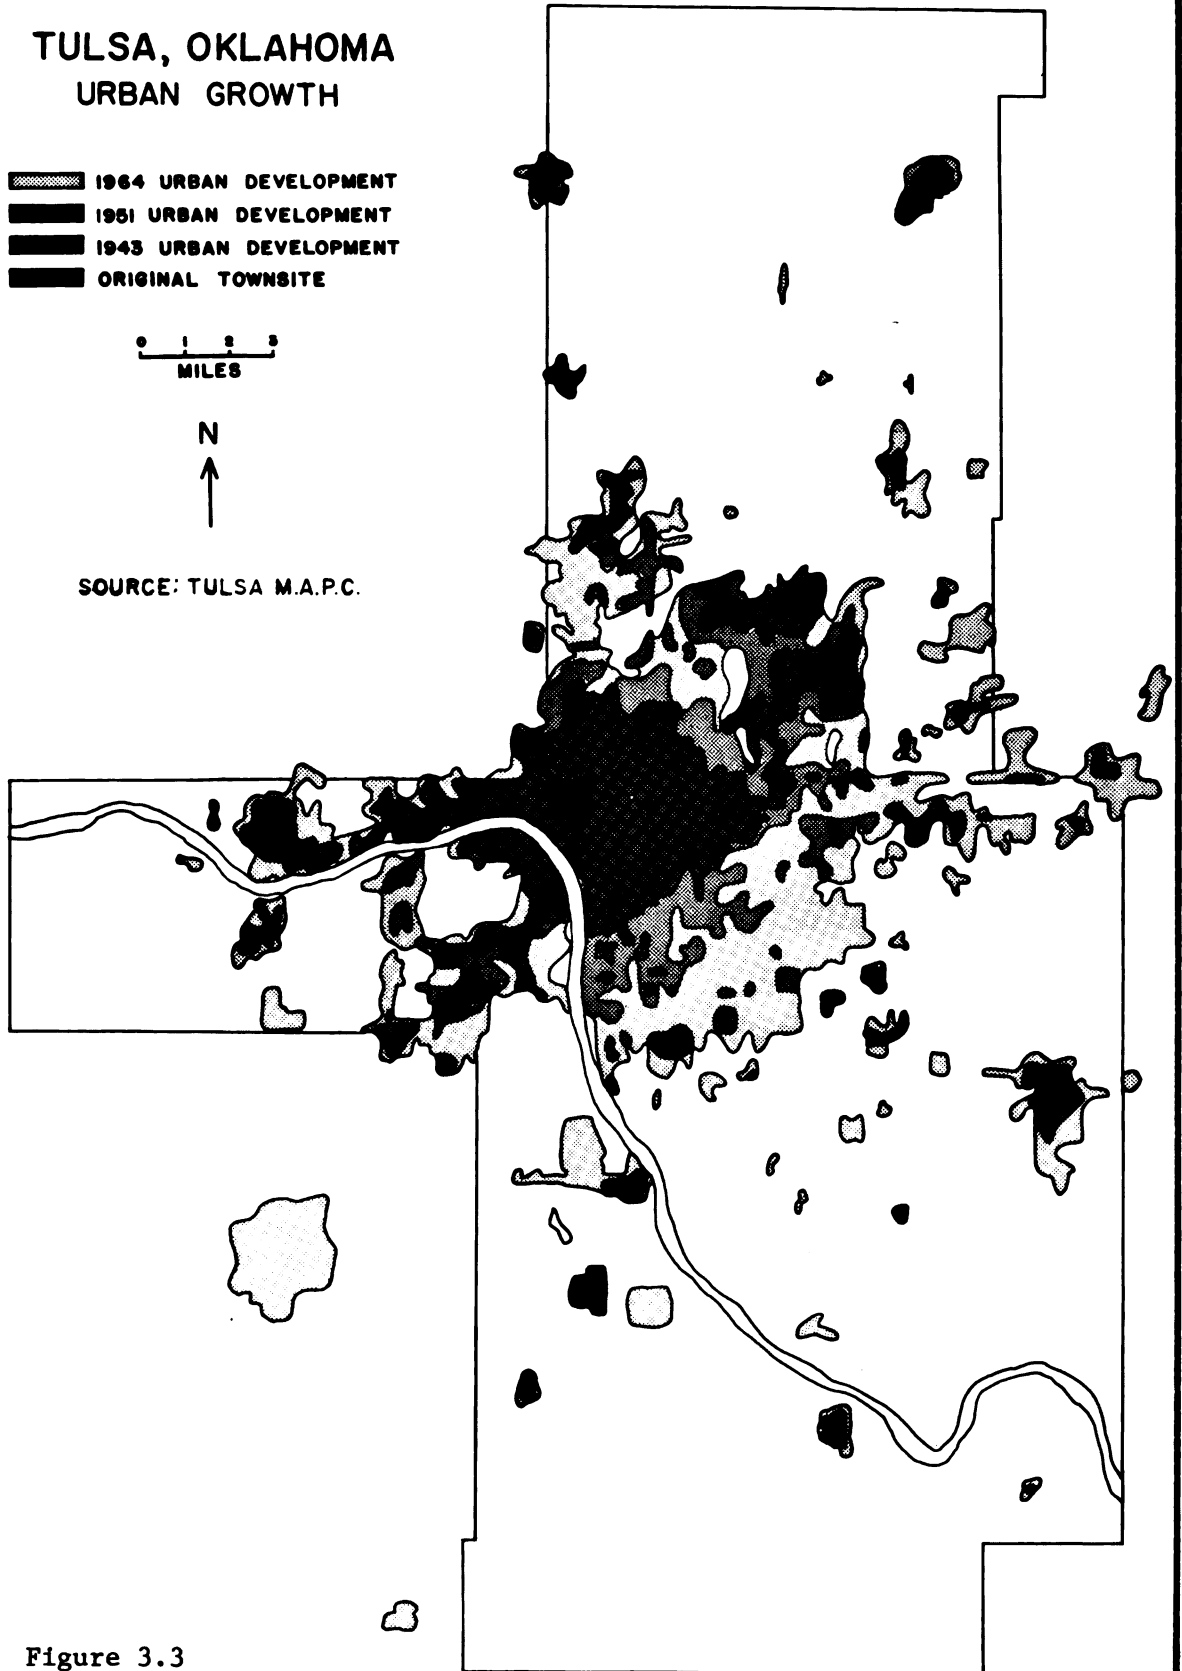 TULSA, OKLAHOMA
URBAN GROWTH
1964 URBAN DEVELOPMENT
1951 URBAN DEVELOPMENT
1943 URBAN DEVELOPMENT
ORIGINAL TOWNSITE
0 1 2 3
MILES
N
SOURCE: TULSA M.A.P.C.
Figure 3.3